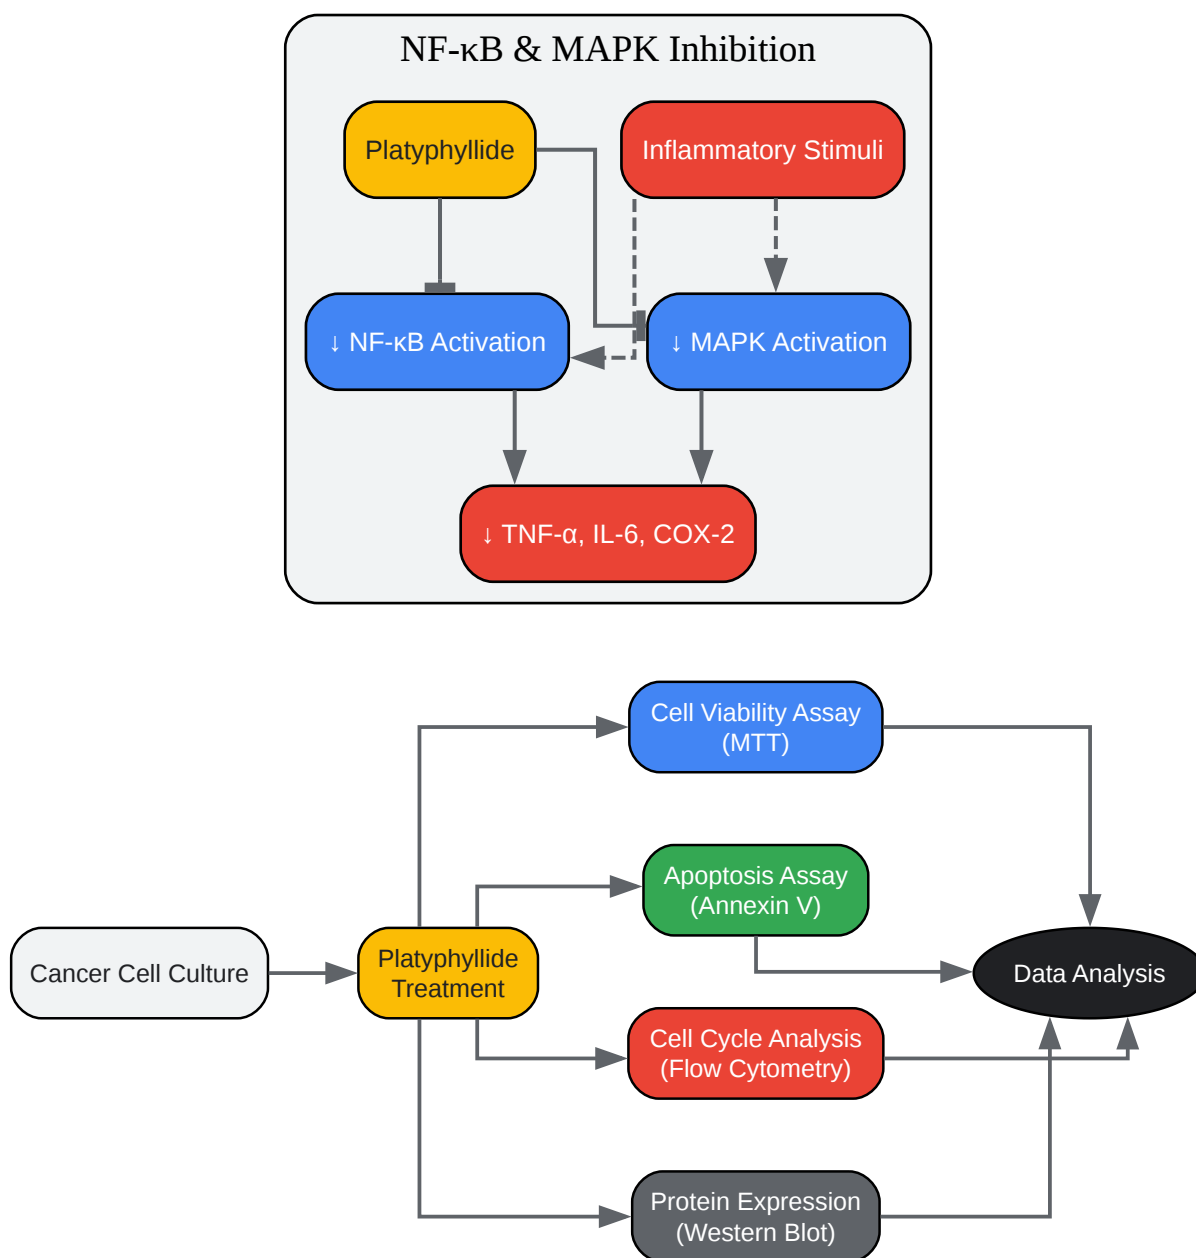 NF-κB & MAPK Inhibition
Platyphyllide
Inflammatory Stimuli
↓ NF-κB Activation
↓ MAPK Activation
↓ TNF-α, IL-6, COX-2
Cell Viability Assay
(MTT)
Apoptosis Assay
(Annexin V)
Cancer Cell Culture
Platyphyllide
Treatment
Data Analysis
Cell Cycle Analysis
(Flow Cytometry)
Protein Expression
(Western Blot)